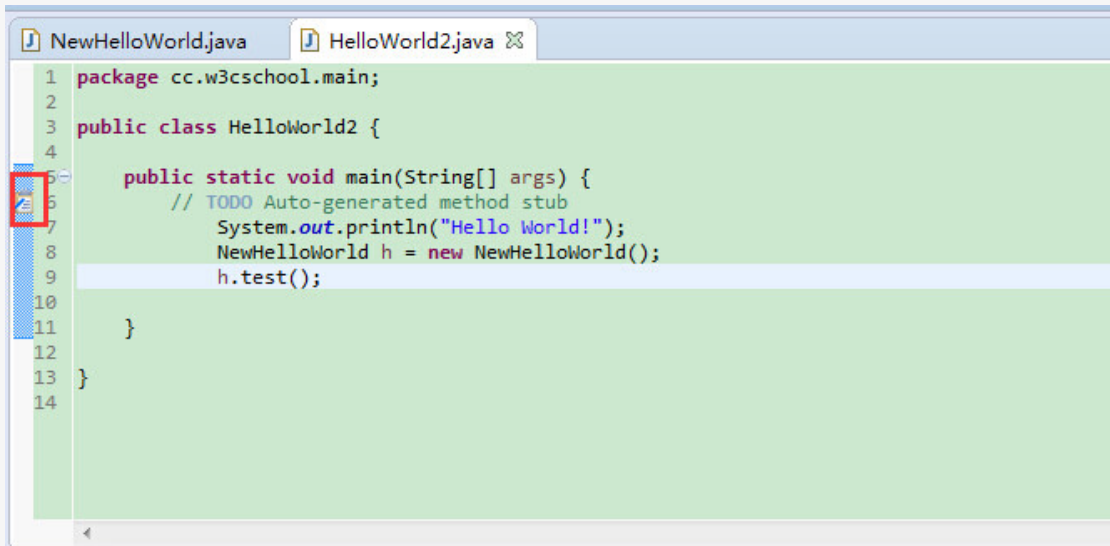 NewHelloWorld.java HelloWorld2.java
1 package cc.w3cschool.main;
2
3 public class HelloWorld2 {
4
5 public static void main(String[] args) {
6 // TODO Auto-generated method stub
7 System.out.println("Hello World!");
8 NewHelloWorld h = new NewHelloWorld();
9 h.test();
10
11 }
12
13 }
14